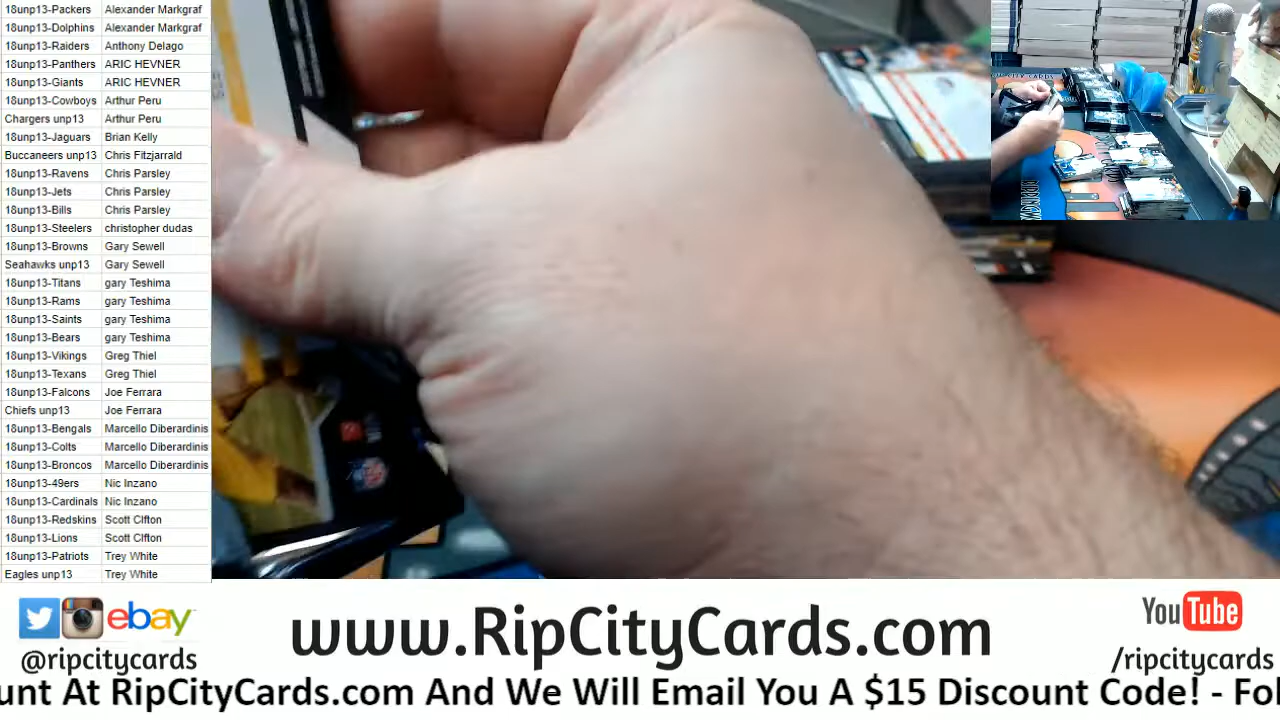 18unp13-Packers Alexander Markgraf
18unp13-Dolphins Alexander Markgraf
18unp13-Raiders Anthony Delago
18unp13-Panthers ARIC HEVNER
18unp13-Giants ARIC HEVNER
18unp13-Cowboys Arthur Peru
Chargers unp13 Arthur Peru
18unp13-Jaguars Brian Kelly
Buccaneers unp13 Chris Fitzjarrald
18unp13-Ravens Chris Parsley
18unp13-Jets Chris Parsley
18unp13-Bills Chris Parsley
18unp13-Steelers christopher dudas
18unp13-Browns Gary Sewell
Seahawks unp13 Gary Sewell
18unp13-Titans gary Teshima
18unp13-Rams gary Teshima
18unp13-Saints gary Teshima
18unp13-Bears gary Teshima
18unp13-Vikings Greg Thiel
18unp13-Texans Greg Thiel
18unp13-Falcons Joe Ferrara
Chiefs unp13 Joe Ferrara
18unp13-Bengals Marcello Diberardinis
18unp13-Colts Marcello Diberardinis
18unp13-Broncos Marcello Diberardinis
18unp13-49ers Nic Inzano
18unp13-Cardinals Nic Inzano
18unp13-Redskins Scott Clfton
18unp13-Lions Scott Clfton
18unp13-Patriots Trey White
Eagles unp13 Trey White
ebay
@ripcitycards
www.RipCityCards.com
YouTube
/ripcitycards
unt At RipCityCards.com And We Will Email You A $15 Discount Code! - Fol